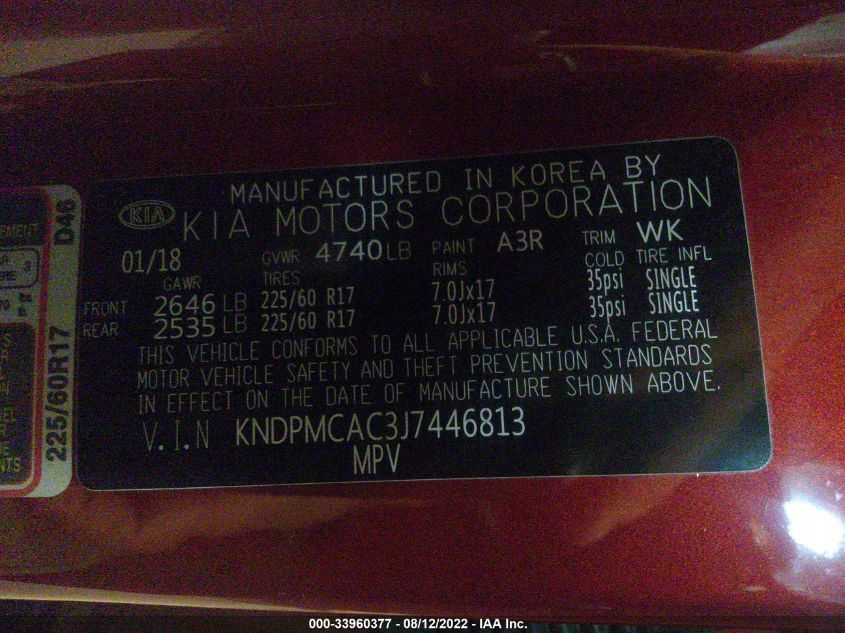 MANUFACTURED IN KOREA BY
KIA KIA MOTORS CORPORATION
01/18 GVWR 4740LB PAINT A3R TRIM WK
GAWR TIRES RIMS COLD TIRE INFL
FRONT 2646 LB 225/60 R17 7.0Jx17 35psi SINGLE
REAR 2535 LB 225/60 R17 7.0Jx17 35psi SINGLE
THIS VEHICLE CONFORMS TO ALL APPLICABLE U.S.A. FEDERAL
MOTOR VEHICLE SAFETY AND THEFT PREVENTION STANDARDS
IN EFFECT ON THE DATE OF MANUFACTURE SHOWN ABOVE.
V.I.N KNDPMCAC3J7446813
MPV
225/60R17 D46
000-33960377 - 08/12/2022 - IAA Inc.